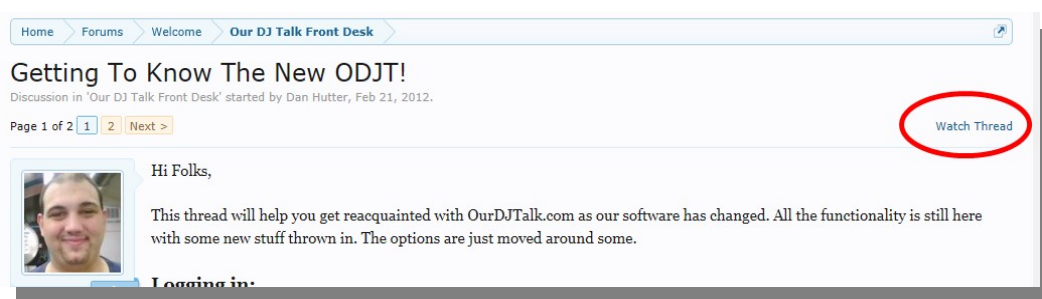 Home Forums Welcome Our DJ Talk Front Desk
Getting To Know The New ODJT!
Discussion in 'Our DJ Talk Front Desk' started by Dan Hutter, Feb 21, 2012.
Page 1 of 2 1 2 Next >
Watch Thread
Hi Folks,
This thread will help you get reacquainted with OurDJTalk.com as our software has changed. All the functionality is still here
with some new stuff thrown in. The options are just moved around some.
Logging in: